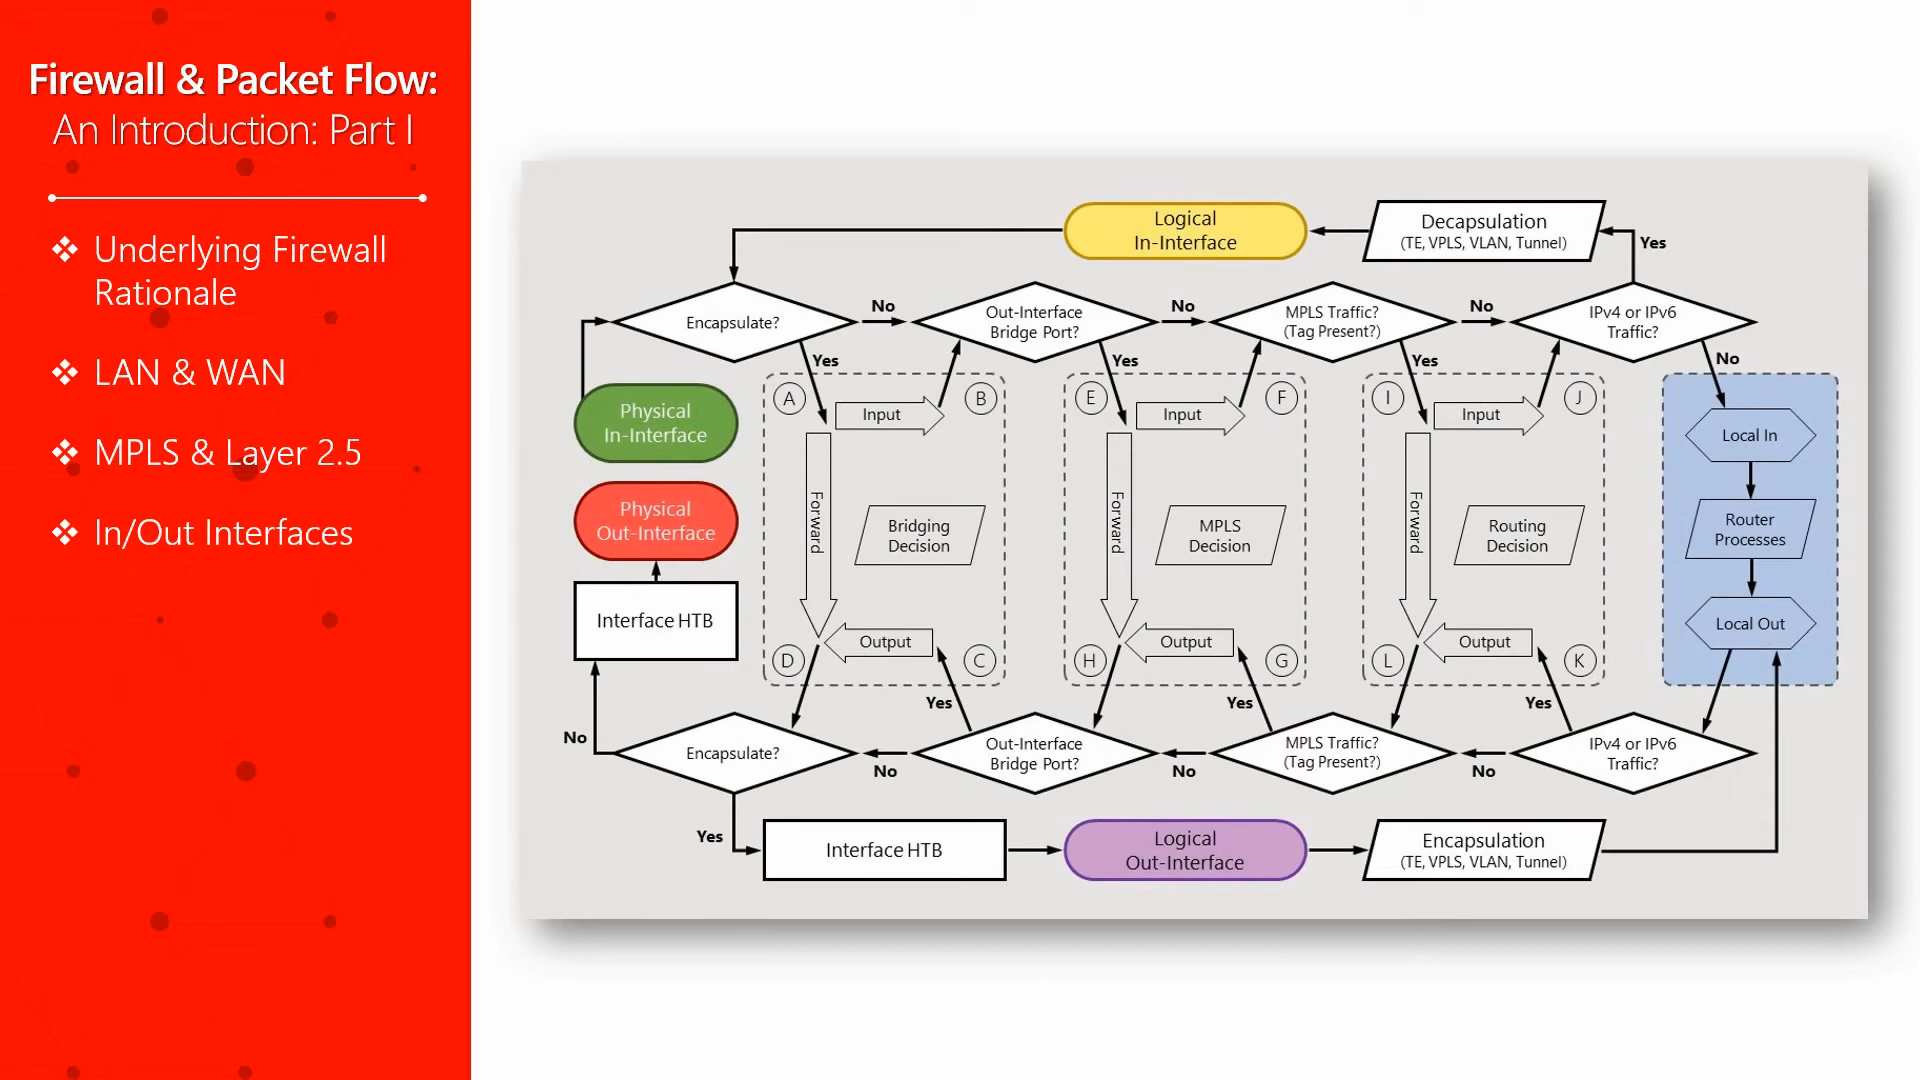 Firewall & Packet Flow:
An Introduction: Part I
Underlying Firewall
Rationale
LAN & WAN
MPLS & Layer 2.5
In/Out Interfaces
Logical
In-Interface
Decapsulation
(TE, VPLS, VLAN, Tunnel)
Yes
Encapsulate?
No
Out-Interface
Bridge Port?
No
MPLS Traffic?
(Tag Present?)
No
IPv4 or IPv6
Traffic?
Yes
Yes
Yes
No
Physical
In-Interface
A
Input
B
E
Input
F
I
Input
J
Local In
Physical
Out-Interface
Forward
Bridging
Decision
Forward
MPLS
Decision
Forward
Routing
Decision
Router
Processes
Interface HTB
Output
D
C
Output
H
G
Output
L
K
Local Out
Yes
Yes
Yes
No
Encapsulate?
No
Out-Interface
Bridge Port?
No
MPLS Traffic?
(Tag Present?)
No
IPv4 or IPv6
Traffic?
Yes
Interface HTB
Logical
Out-Interface
Encapsulation
(TE, VPLS, VLAN, Tunnel)